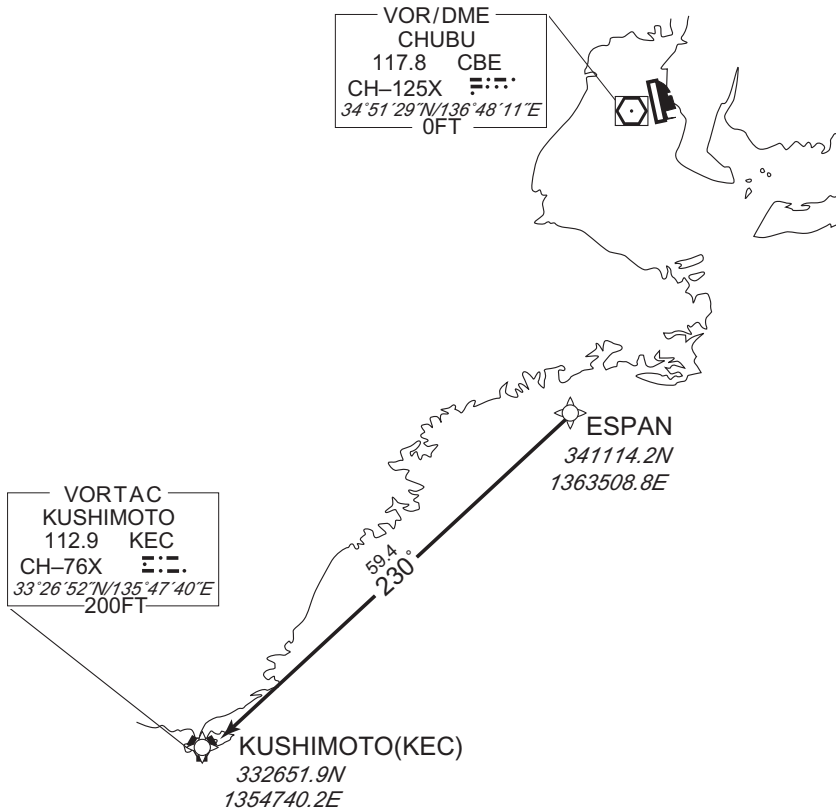 VOR/DME
CHUBU
117.8 CBE
CH–125X
34°51′29″N/136°48′11″E
0FT
ESPAN
341114.2N
1363508.8E
VORTAC
KUSHIMOTO
112.9 KEC
CH–76X
33°26′52″N/135°47′40″E
200FT
59.4
230°
KUSHIMOTO(KEC)
332651.9N
1354740.2E